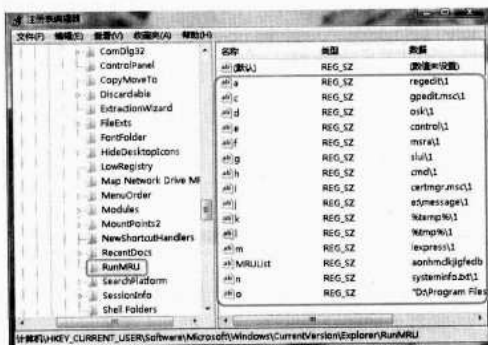 注册表编辑器
文件(F) 编辑(E) 查看(V) 收藏夹(A) 帮助(H)
ComDlg32
ControlPanel
CopyMoveTo
Discardable
ExtractionWizard
FileExts
FontFolder
HideDesktopIcons
LowRegistry
Map Network Drive MF
MenuOrder
Modules
MountPoints2
NewShortcutHandlers
RecentDocs
RunMRU
SearchPlatform
SessionInfo
Shell Folders
名称 类型 数据
(默认) REG_SZ (数值未设置)
a REG_SZ regedit\1
c REG_SZ gpedit.msc\1
d REG_SZ osk\1
e REG_SZ control\1
f REG_SZ msra\1
g REG_SZ slui\1
h REG_SZ cmd\1
i REG_SZ certmgr.msc\1
j REG_SZ
k REG_SZ %temp%\1
l REG_SZ %tmp%\1
m REG_SZ iexpress\1
MRUList REG_SZ aonhmdkjigfedb
n REG_SZ systeminfo.txt\1
o REG_SZ "D:\Program Files
计算机\HKEY_CURRENT_USER\Software\Microsoft\Windows\CurrentVersion\Explorer\RunMRU